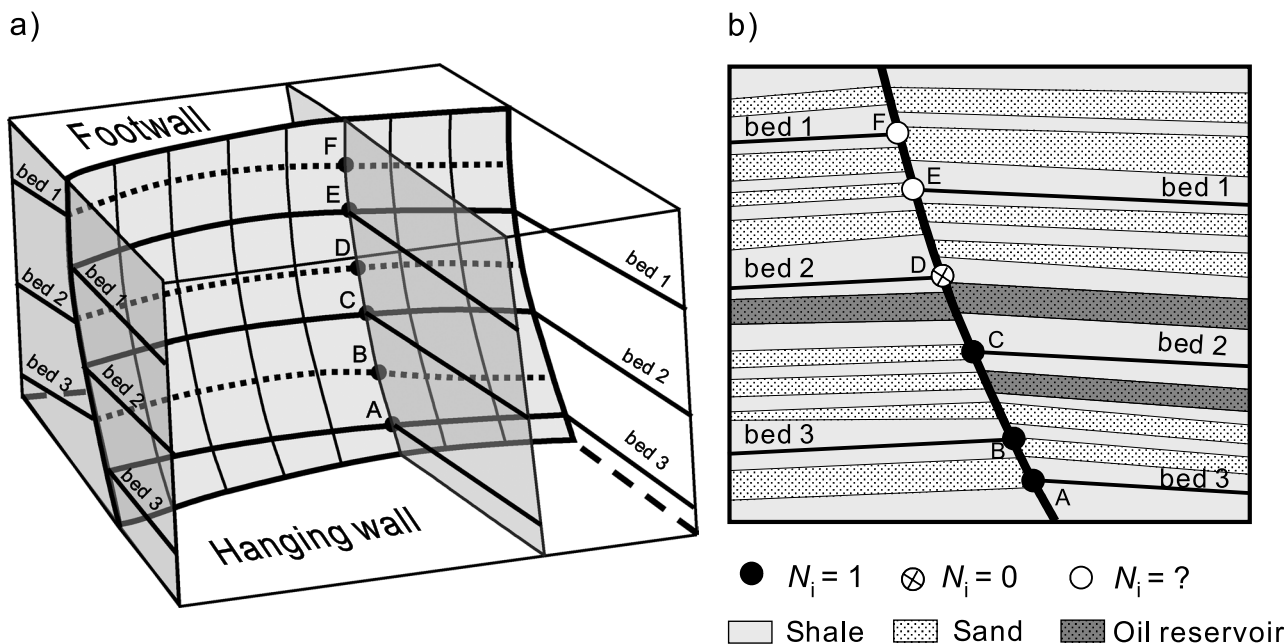 a)
Footwall
bed 1
bed 2
bed 3
bed 1
bed 2
bed 3
F
E
D
C
B
A
bed 1
bed 2
bed 3
Hanging wall
b)
bed 1
F
E
bed 1
bed 2
D
C
bed 2
bed 3
B
bed 3
A
Nᵢ = 1
Nᵢ = 0
Nᵢ = ?
Shale
Sand
Oil reservoir